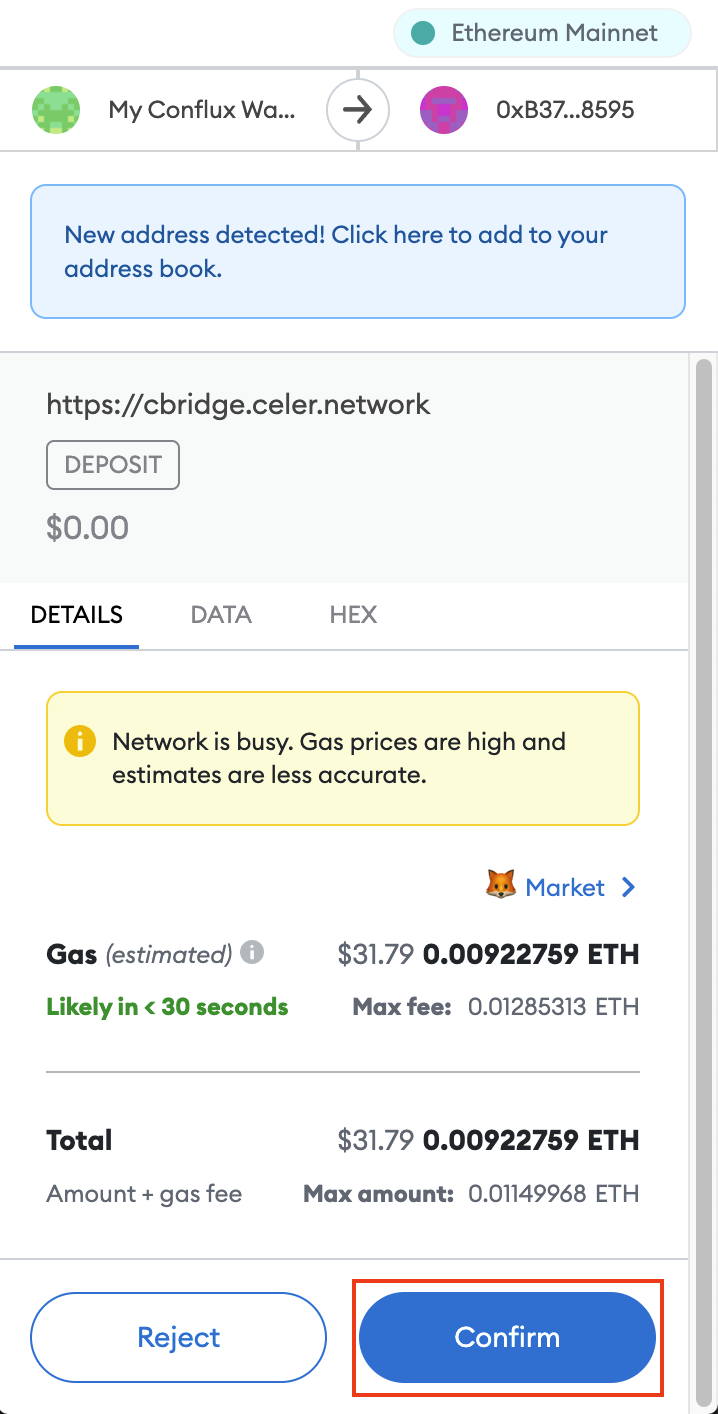 Ethereum Mainnet
My Conflux Wa...
0xB37...8595
New address detected! Click here to add to your
address book.
https://cbridge.celer.network
DEPOSIT
$0.00
DETAILS DATA HEX
Network is busy. Gas prices are high and
estimates are less accurate.
Market
Gas (estimated) $31.79 0.00922759 ETH
Likely in < 30 seconds Max fee: 0.01285313 ETH
Total $31.79 0.00922759 ETH
Amount + gas fee Max amount: 0.01149968 ETH
Reject Confirm